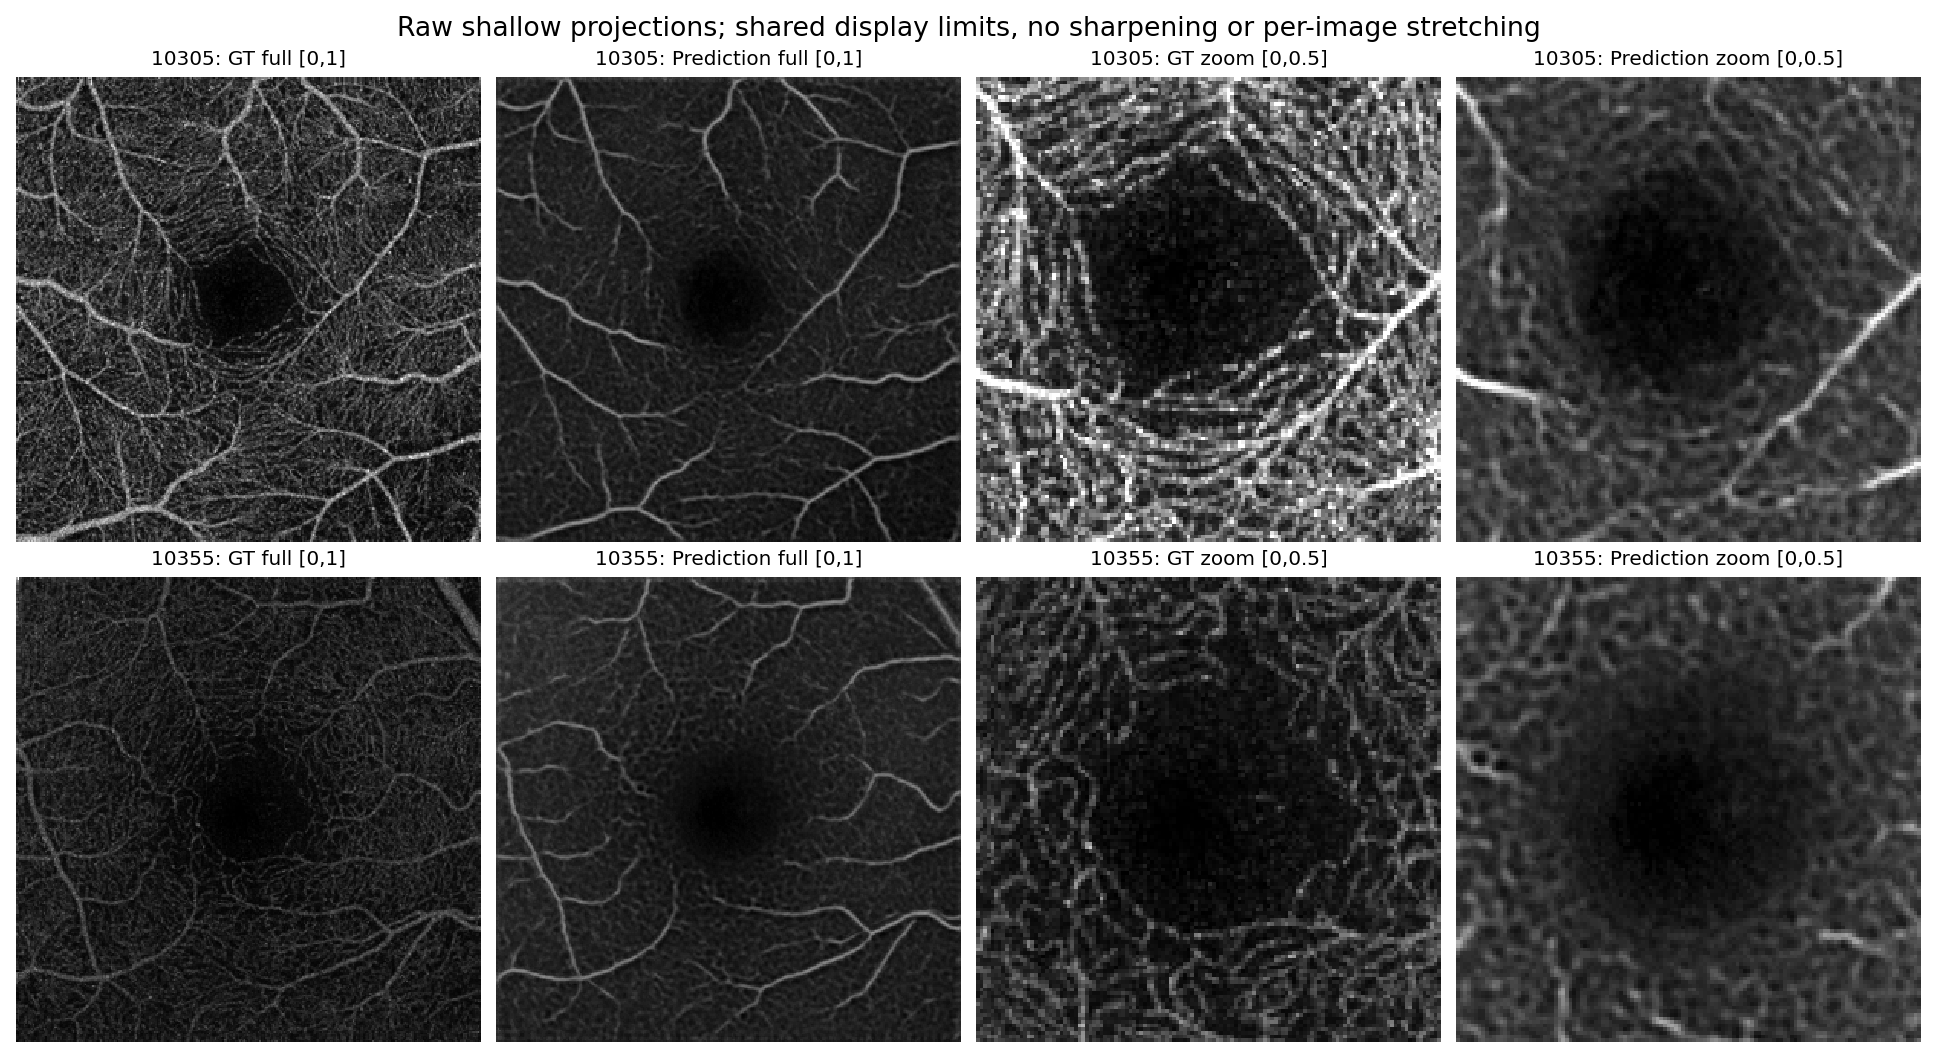 Raw shallow projections; shared display limits, no sharpening or per-image stretching
10305: GT full [0,1]
10305: Prediction full [0,1]
10305: GT zoom [0,0.5]
10305: Prediction zoom [0,0.5]
10355: GT full [0,1]
10355: Prediction full [0,1]
10355: GT zoom [0,0.5]
10355: Prediction zoom [0,0.5]